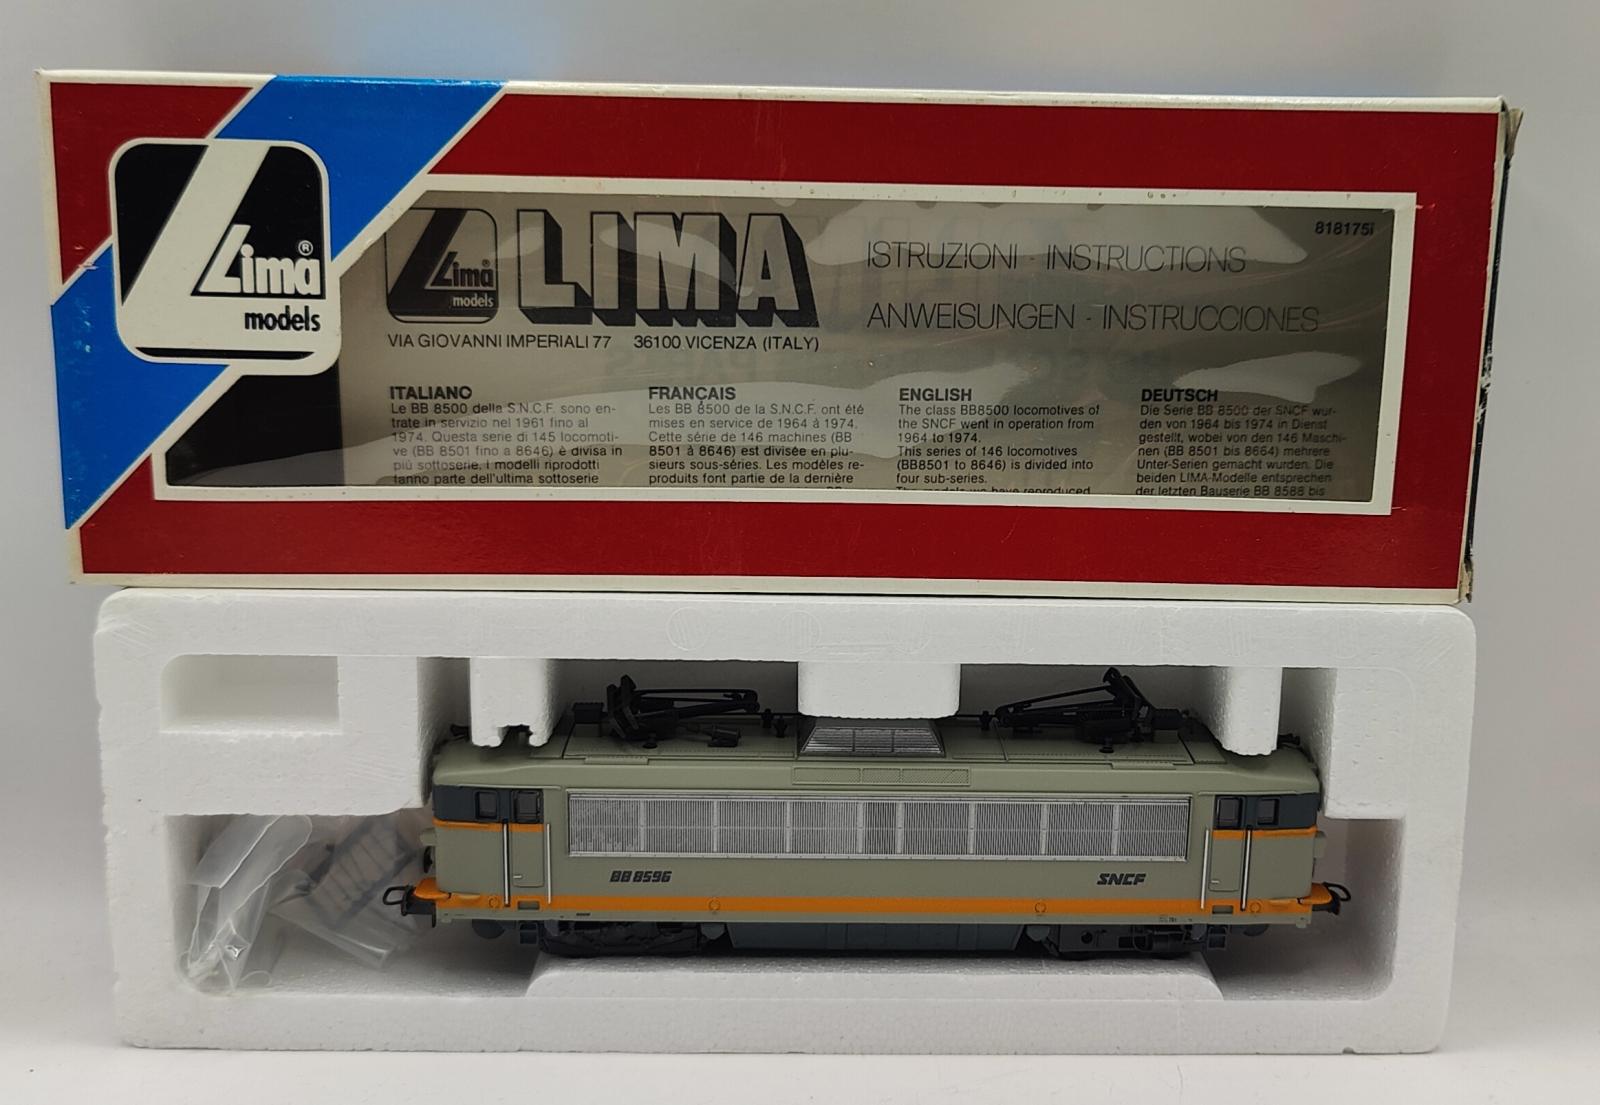 Lima®
models
Lima®
models
LIMA
VIA GIOVANNI IMPERIALI 77 36100 VICENZA (ITALY)
818175i
ISTRUZIONI - INSTRUCTIONS
ANWEISUNGEN - INSTRUCCIONES
ITALIANO
Le BB 8500 della S.N.C.F. sono en-
trate in servizio nel 1961 fino al
1974. Questa serie di 145 locomoti-
ve (BB 8501 fino a 8646) è divisa in
più sottoserie, i modelli riprodotti
fanno parte dell'ultima sottoserie
FRANÇAIS
Les BB 8500 de la S.N.C.F. ont été
mises en service de 1964 à 1974.
Cette série de 146 machines (BB
8501 à 8646) est divisée en plu-
sieurs sous-séries. Les modèles re-
produits font partie de la dernière
ENGLISH
The class BB8500 locomotives of
the SNCF went in operation from
1964 to 1974.
This series of 146 locomotives
(BB8501 to 8646) is divided into
four sub-series.
The models we have reproduced
DEUTSCH
Die Serie BB 8500 der SNCF wur-
den von 1964 bis 1974 in Dienst
gestellt, wobei von den 146 Maschi-
nen (BB 8501 bis 8664) mehrere
Unter-Serien gemacht wurden. Die
beiden LIMA-Modelle entsprechen
der letzten Bauserie BB 8588 bis
BB 8596
SNCF